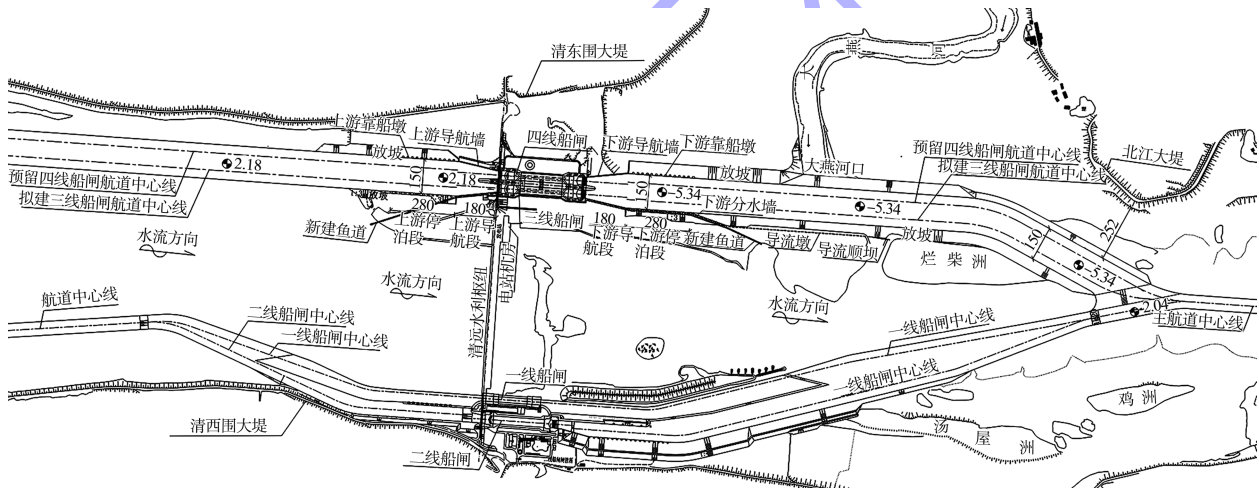 清东围大堤
上游靠船墩
上游导航墙
四线船闸
下游导航墙
下游靠船墩
放坡
放坡
大燕河口
预留四线船闸航道中心线
拟建三线船闸航道中心线
北江大堤
2.18
2.18
150
150
-5.34
-5.34
预留四线船闸航道中心线
拟建三线船闸航道中心线
放坡
280
180
上游停
泊段
上游导
航段
三线船闸
180
280
下游导
航段
下游停
泊段
新建鱼道
下游分水墙
新建鱼道
导流墩
导流顺坝
放坡
烂柴洲
150
252
-5.34
-2.04
主航道中心线
水流方向
水流方向
水流方向
清远水利枢纽
电站机房
航道中心线
二线船闸中心线
一线船闸中心线
一线船闸中心线
一线船闸中心线
一线船闸
二线船闸
清西围大堤
鸡洲
汤屋洲